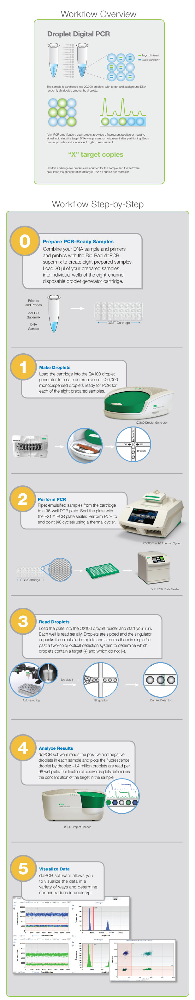 Workflow Overview
Droplet Digital PCR
Target of interest
Background DNA
The sample is partitioned into 20,000 droplets, with target and background DNA
randomly distributed among the droplets.
After PCR amplification, each droplet provides a fluorescent positive or negative
signal indicating the target DNA was present or not present after partitioning. Each
droplet provides an independent digital measurement.
“X” target copies
Positive and negative droplets are counted for the sample and the software
calculates the concentration of target DNA as copies per microliter.
Workflow Step-by-Step
0
Prepare PCR-Ready Samples
Combine your DNA sample and primers
and probes with the Bio-Rad ddPCR
supermix to create eight prepared samples.
Load 20 µl of your prepared samples
into individual wells of the eight-channel
disposable droplet generator cartridge.
Primers
and Probes
ddPCR
Supermix
DNA
Sample
DG8™ Cartridge
1
Make Droplets
Load the cartridge into the QX100 droplet
generator to create an emulsion of ~20,000
monodispersed droplets ready for PCR for
each of the eight prepared samples.
QX100 Droplet Generator
Sample
Oil
Oil
Droplets
2
Perform PCR
Pipet emulsified samples from the cartridge
to a 96-well PCR plate. Seal the plate with
the PX1™ PCR plate sealer. Perform PCR to
end point (40 cycles) using a thermal cycler.
C1000 Touch™ Thermal Cycler
DG8 Cartridge
PX1™ PCR Plate Sealer
3
Read Droplets
Load the plate into the QX100 droplet reader and start your run.
Each well is read serially. Droplets are sipped and the singulator
unpacks the emulsified droplets and streams them in single file
past a two-color optical detection system to determine which
droplets contain a target (+) and which do not (–).
Droplets in
Autosampling
Singulation
Droplet Detection
4
Analyze Results
ddPCR software reads the positive and negative
droplets in each sample and plots the fluorescence
droplet by droplet: ~1.4 million droplets are read per
96-well plate. The fraction of positive droplets determines
the concentration of the target in the sample.
Channel 1
Channel 2
QX100 Droplet Reader
5
Visualize Data
ddPCR software allows you
to visualize the data in a
variety of ways and determine
concentrations in copies/µl.
FAM Amplitude
Event Number
Frequency
Amplitude
VIC Amplitude
Event Number
Frequency